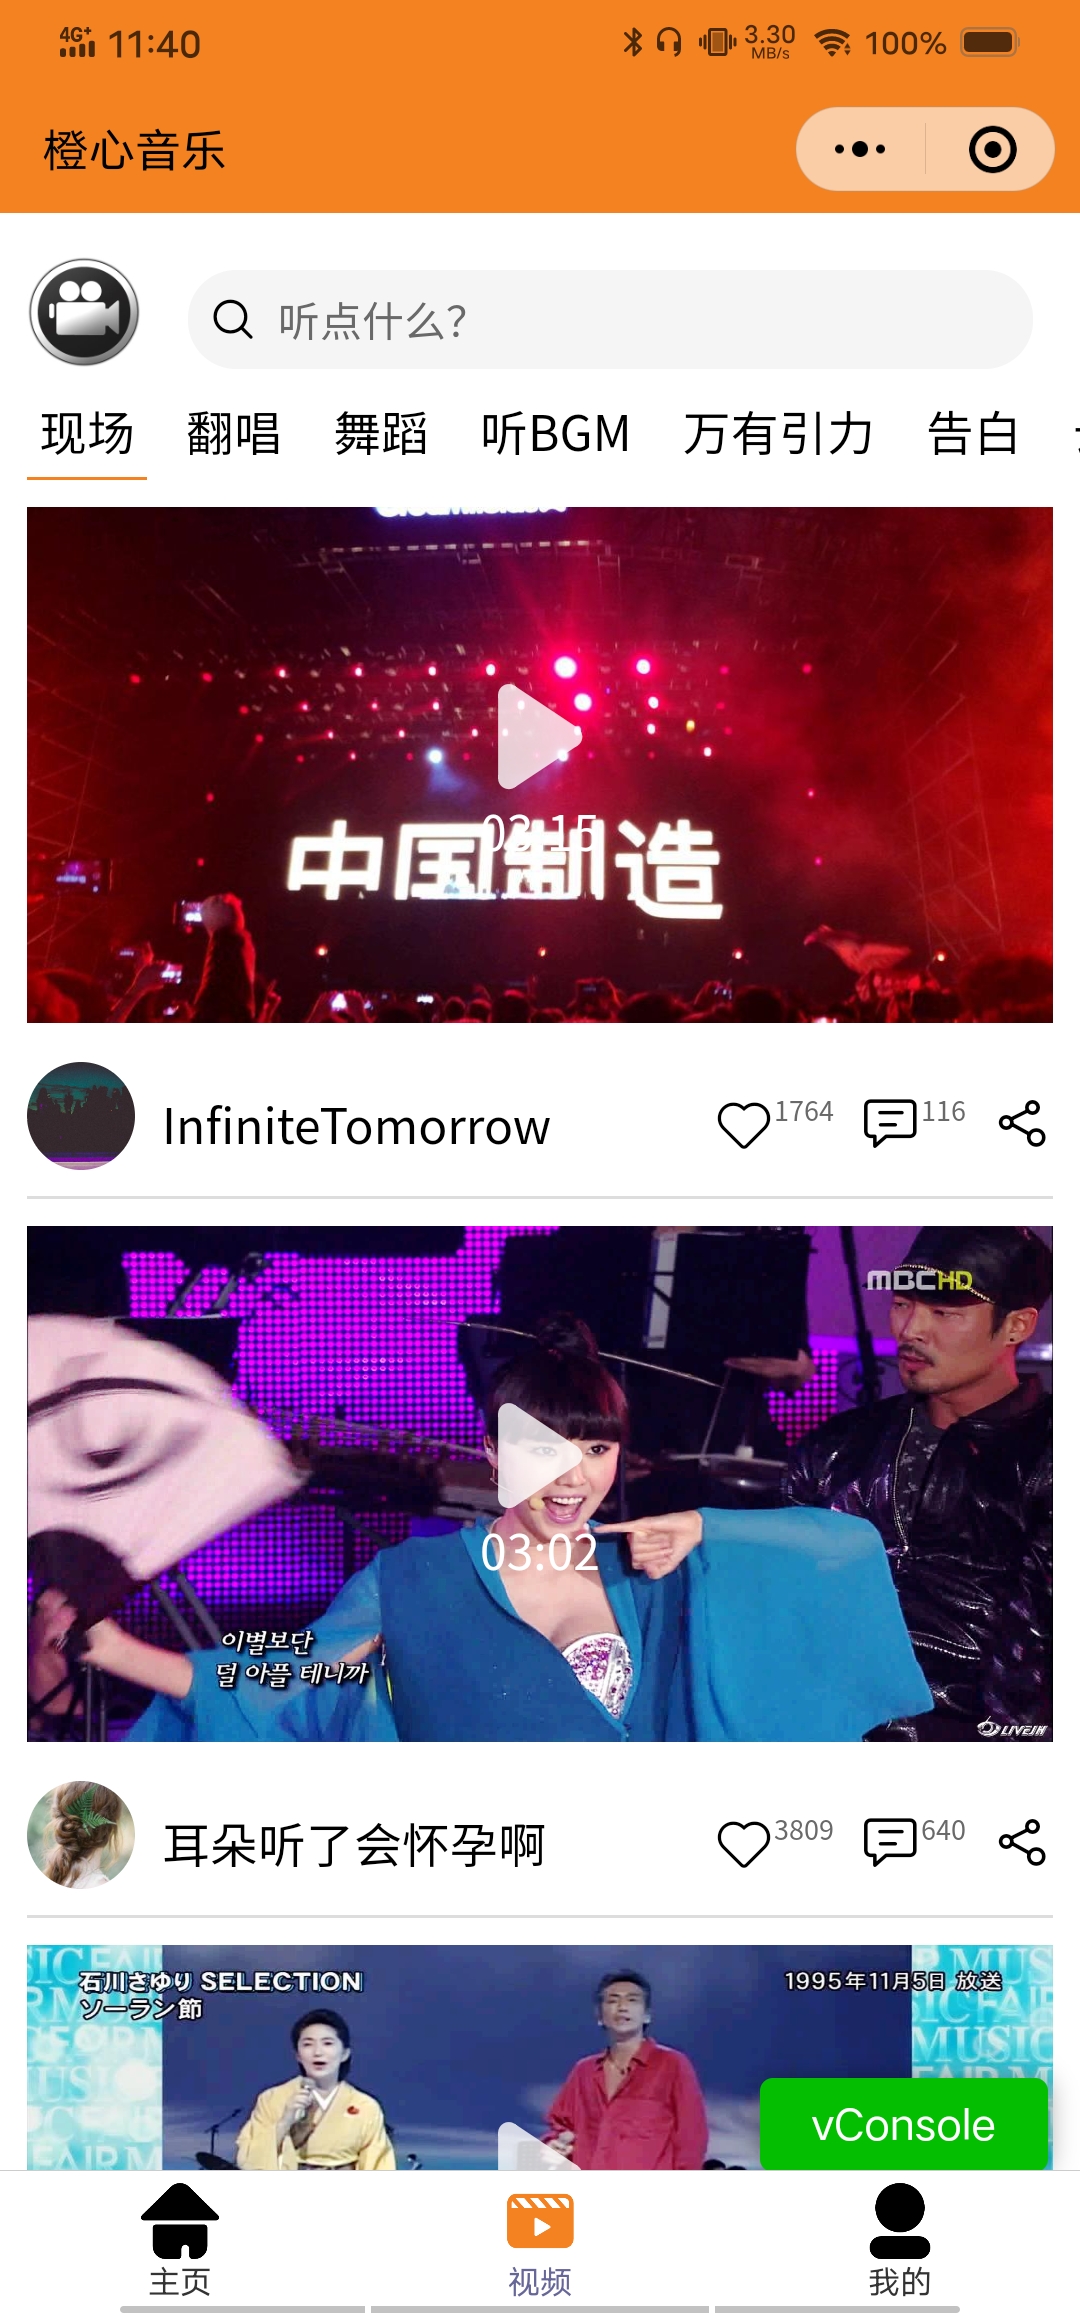 4G+ 11:40 3.30 MB/s 100%
橙心音乐
听点什么？
现场 翻唱 舞蹈 听BGM 万有引力 告白
中国制造
03:15
InfiniteTomorrow 1764 116
MBC HD
03:02
이별보단
덜 아플 테니까
LIVEJH
耳朵听了会怀孕啊 3809 640
石川さゆり SELECTION
ソーラン節
1995年11月5日 放送
vConsole
主页 视频 我的